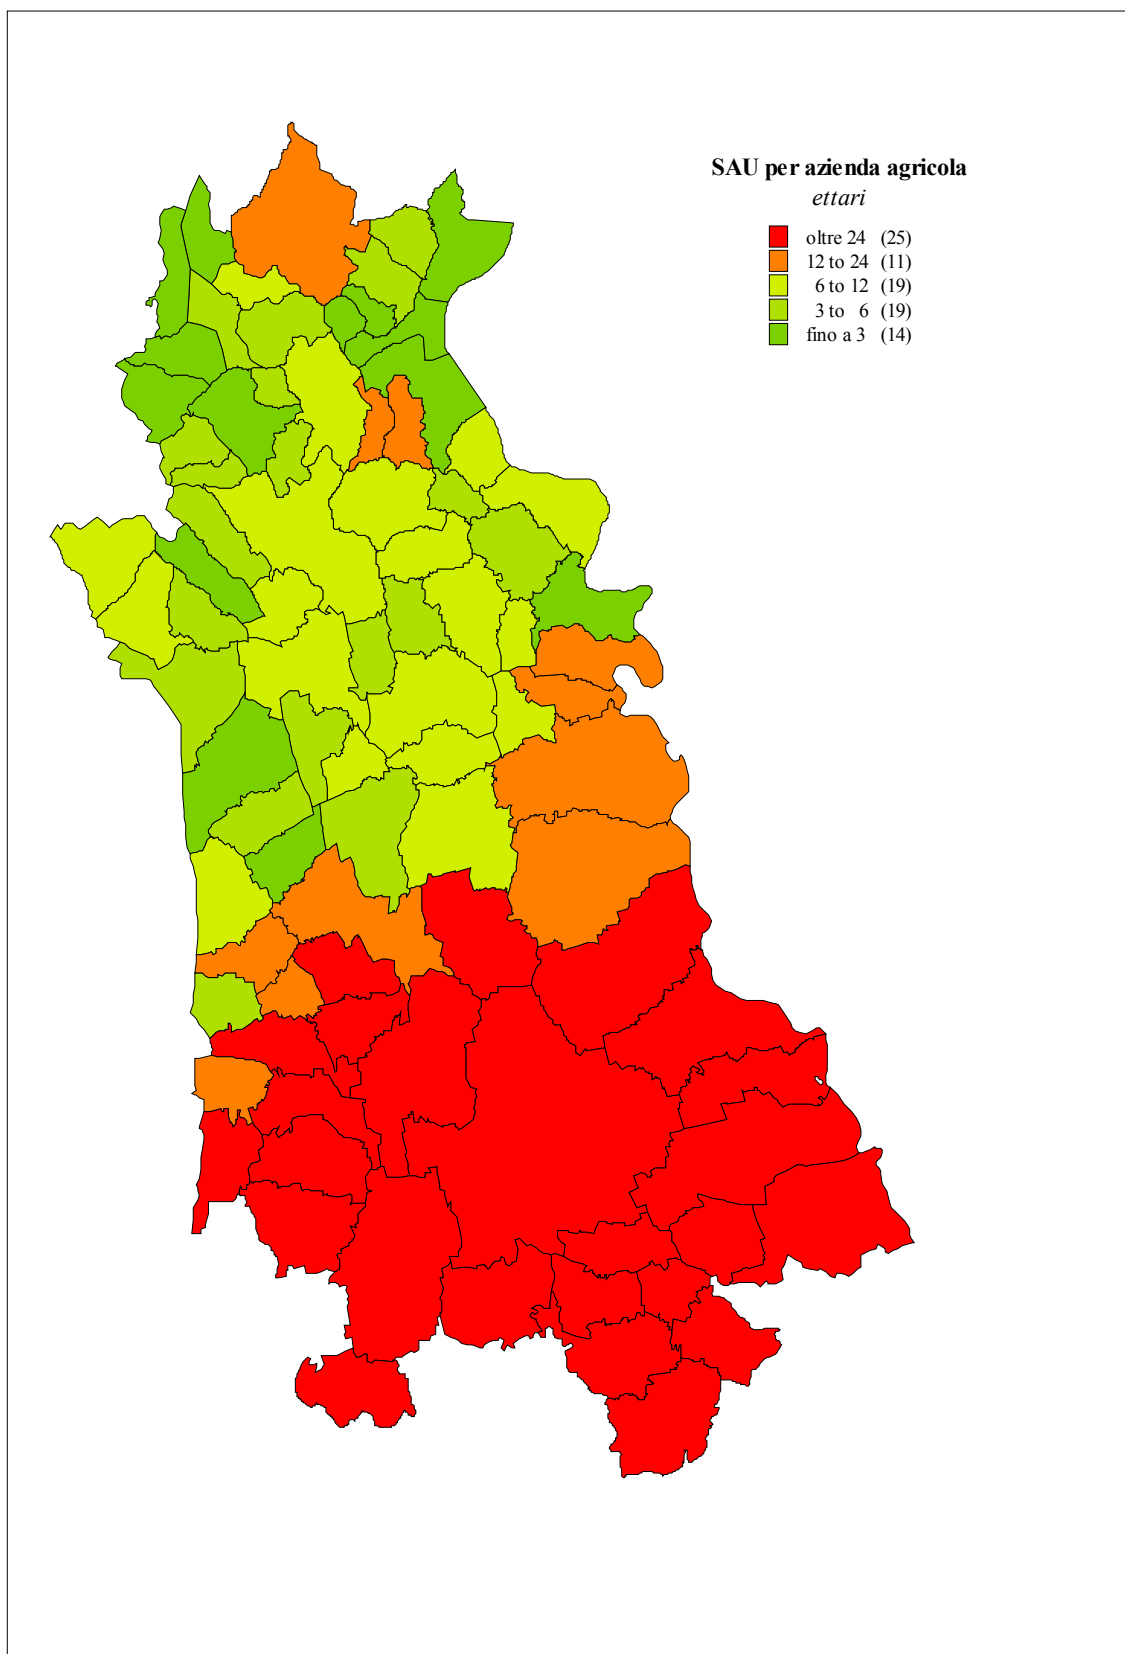 SAU per azienda agricola
ettari
oltre 24 (25)
12 to 24 (11)
6 to 12 (19)
3 to 6 (19)
fino a 3 (14)